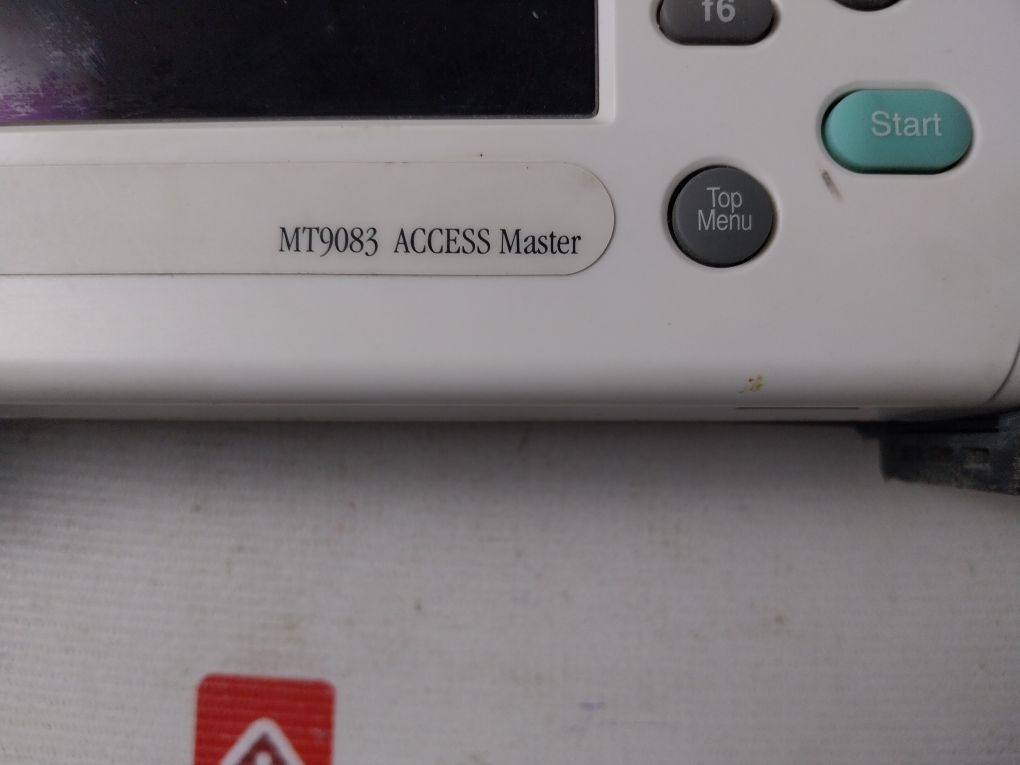 f6
Start
Top
Menu
MT9083 ACCESS Master